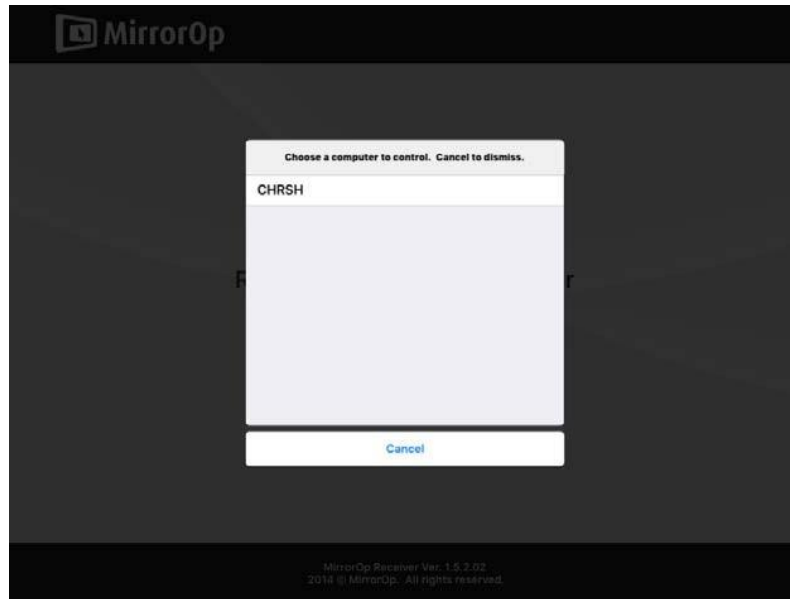 MirrorOp
Choose a computer to control. Cancel to dismiss.
CHRSH
Cancel
MirrorOp Receiver Ver. 1.5.2.02
2014 © MirrorOp. All rights reserved.